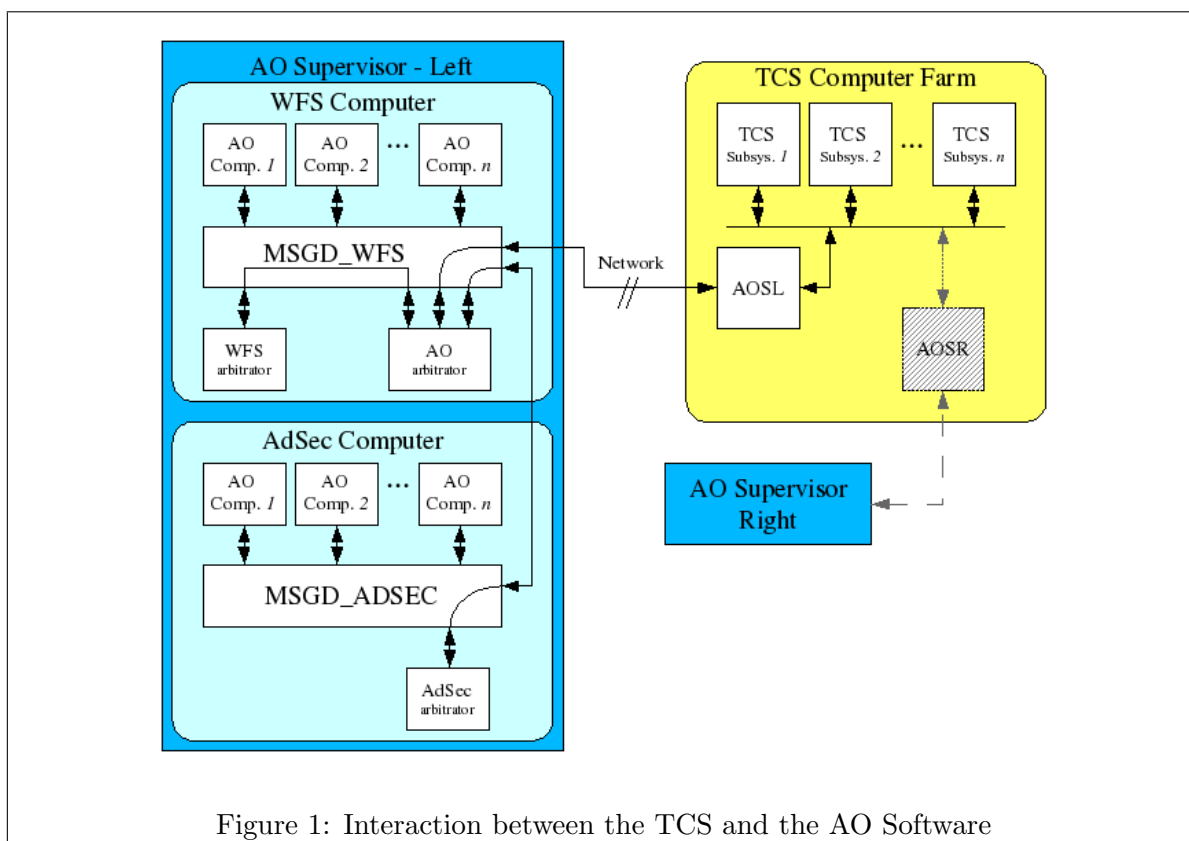 AO Supervisor - Left
WFS Computer
AO
Comp. 1
AO
Comp. 2
...
AO
Comp. n
MSGD_WFS
WFS
arbitrator
AO
arbitrator
AdSec Computer
AO
Comp. 1
AO
Comp. 2
...
AO
Comp. n
MSGD_ADSEC
AdSec
arbitrator
Network
TCS Computer Farm
TCS
Subsys. 1
TCS
Subsys. 2
...
TCS
Subsys. n
AOSL
AOSR
AO Supervisor
Right
Figure 1: Interaction between the TCS and the AO Software